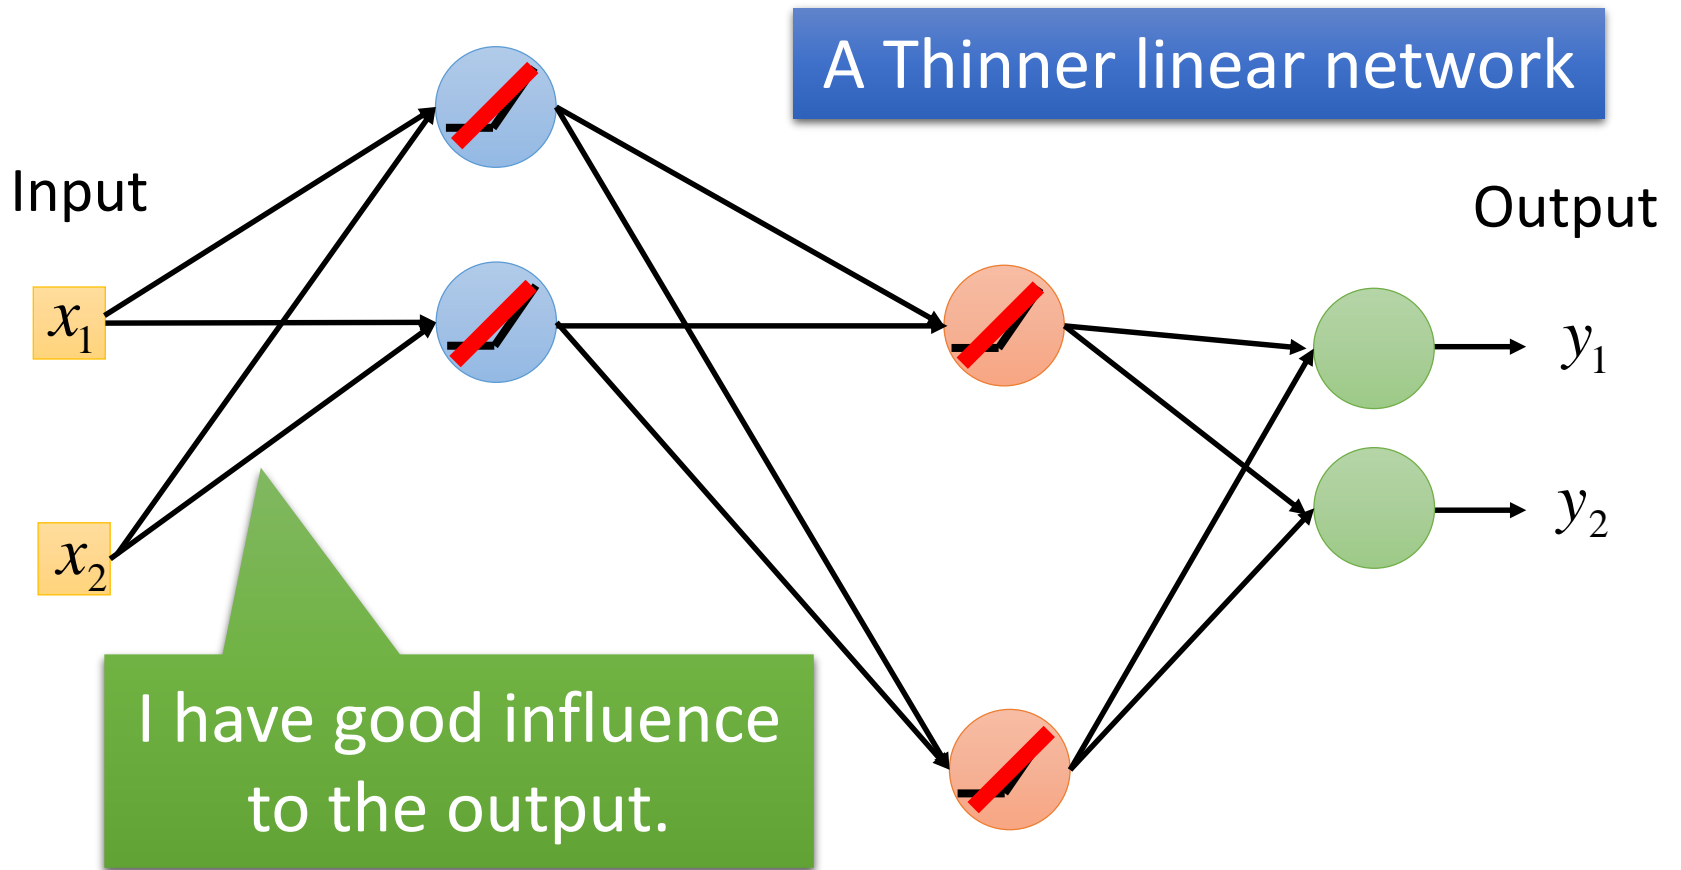 A Thinner linear network
Input
Output
x₁
y₁
x₂
y₂
I have good influence
to the output.